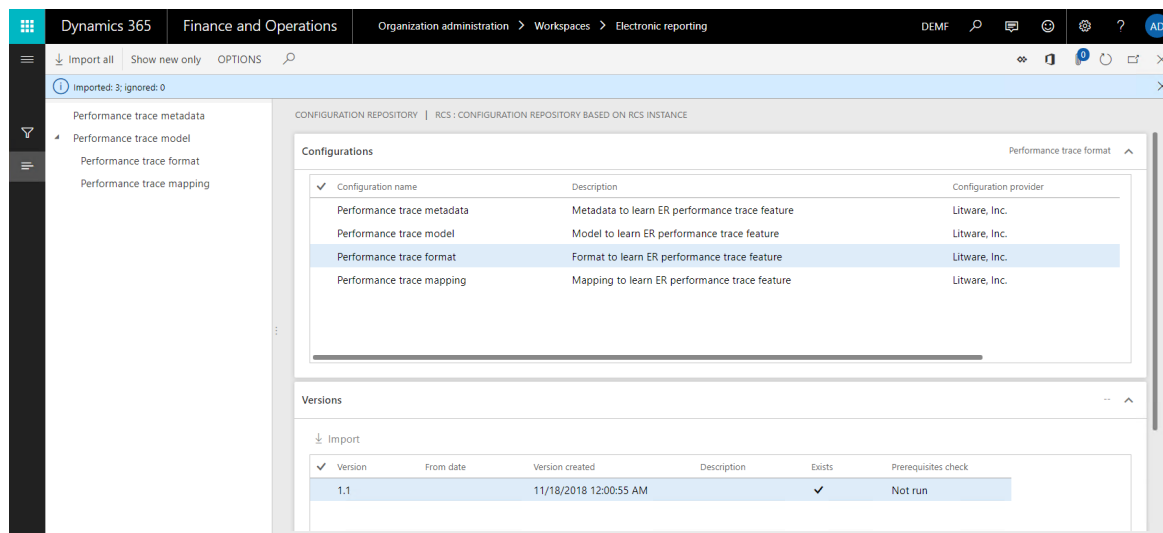 Dynamics 365 Finance and Operations Organization administration > Workspaces > Electronic reporting DEMF ? AD
Import all Show new only OPTIONS 0
Imported: 3; ignored: 0
Performance trace metadata
Performance trace model
Performance trace format
Performance trace mapping
CONFIGURATION REPOSITORY | RCS : CONFIGURATION REPOSITORY BASED ON RCS INSTANCE
Configurations Performance trace format
Configuration name Description Configuration provider
Performance trace metadata Metadata to learn ER performance trace feature Litware, Inc.
Performance trace model Model to learn ER performance trace feature Litware, Inc.
Performance trace format Format to learn ER performance trace feature Litware, Inc.
Performance trace mapping Mapping to learn ER performance trace feature Litware, Inc.
Versions --
Import
Version From date Version created Description Exists Prerequisites check
1.1 11/18/2018 12:00:55 AM Not run